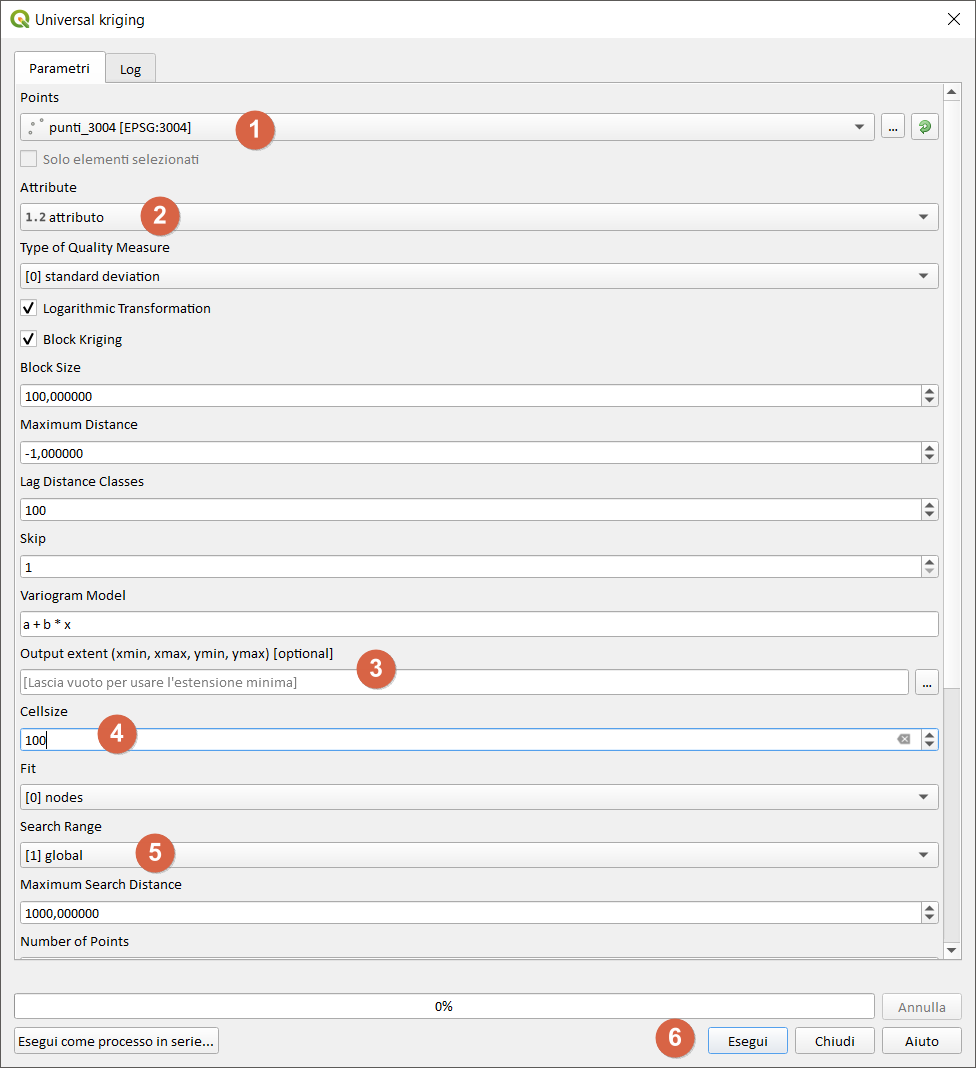 Universal kriging
Parametri
Log
Points
punti_3004 [EPSG:3004]
1
...
Solo elementi selezionati
Attribute
1.2 attributo
2
Type of Quality Measure
[0] standard deviation
Logarithmic Transformation
Block Kriging
Block Size
100,000000
Maximum Distance
-1,000000
Lag Distance Classes
100
Skip
1
Variogram Model
a + b * x
Output extent (xmin, xmax, ymin, ymax) [optional]
3
[Lascia vuoto per usare l'estensione minima]
...
Cellsize
4
100
Fit
[0] nodes
Search Range
[1] global
5
Maximum Search Distance
1000,000000
Number of Points
0%
Annulla
Esegui come processo in serie...
6
Esegui
Chiudi
Aiuto